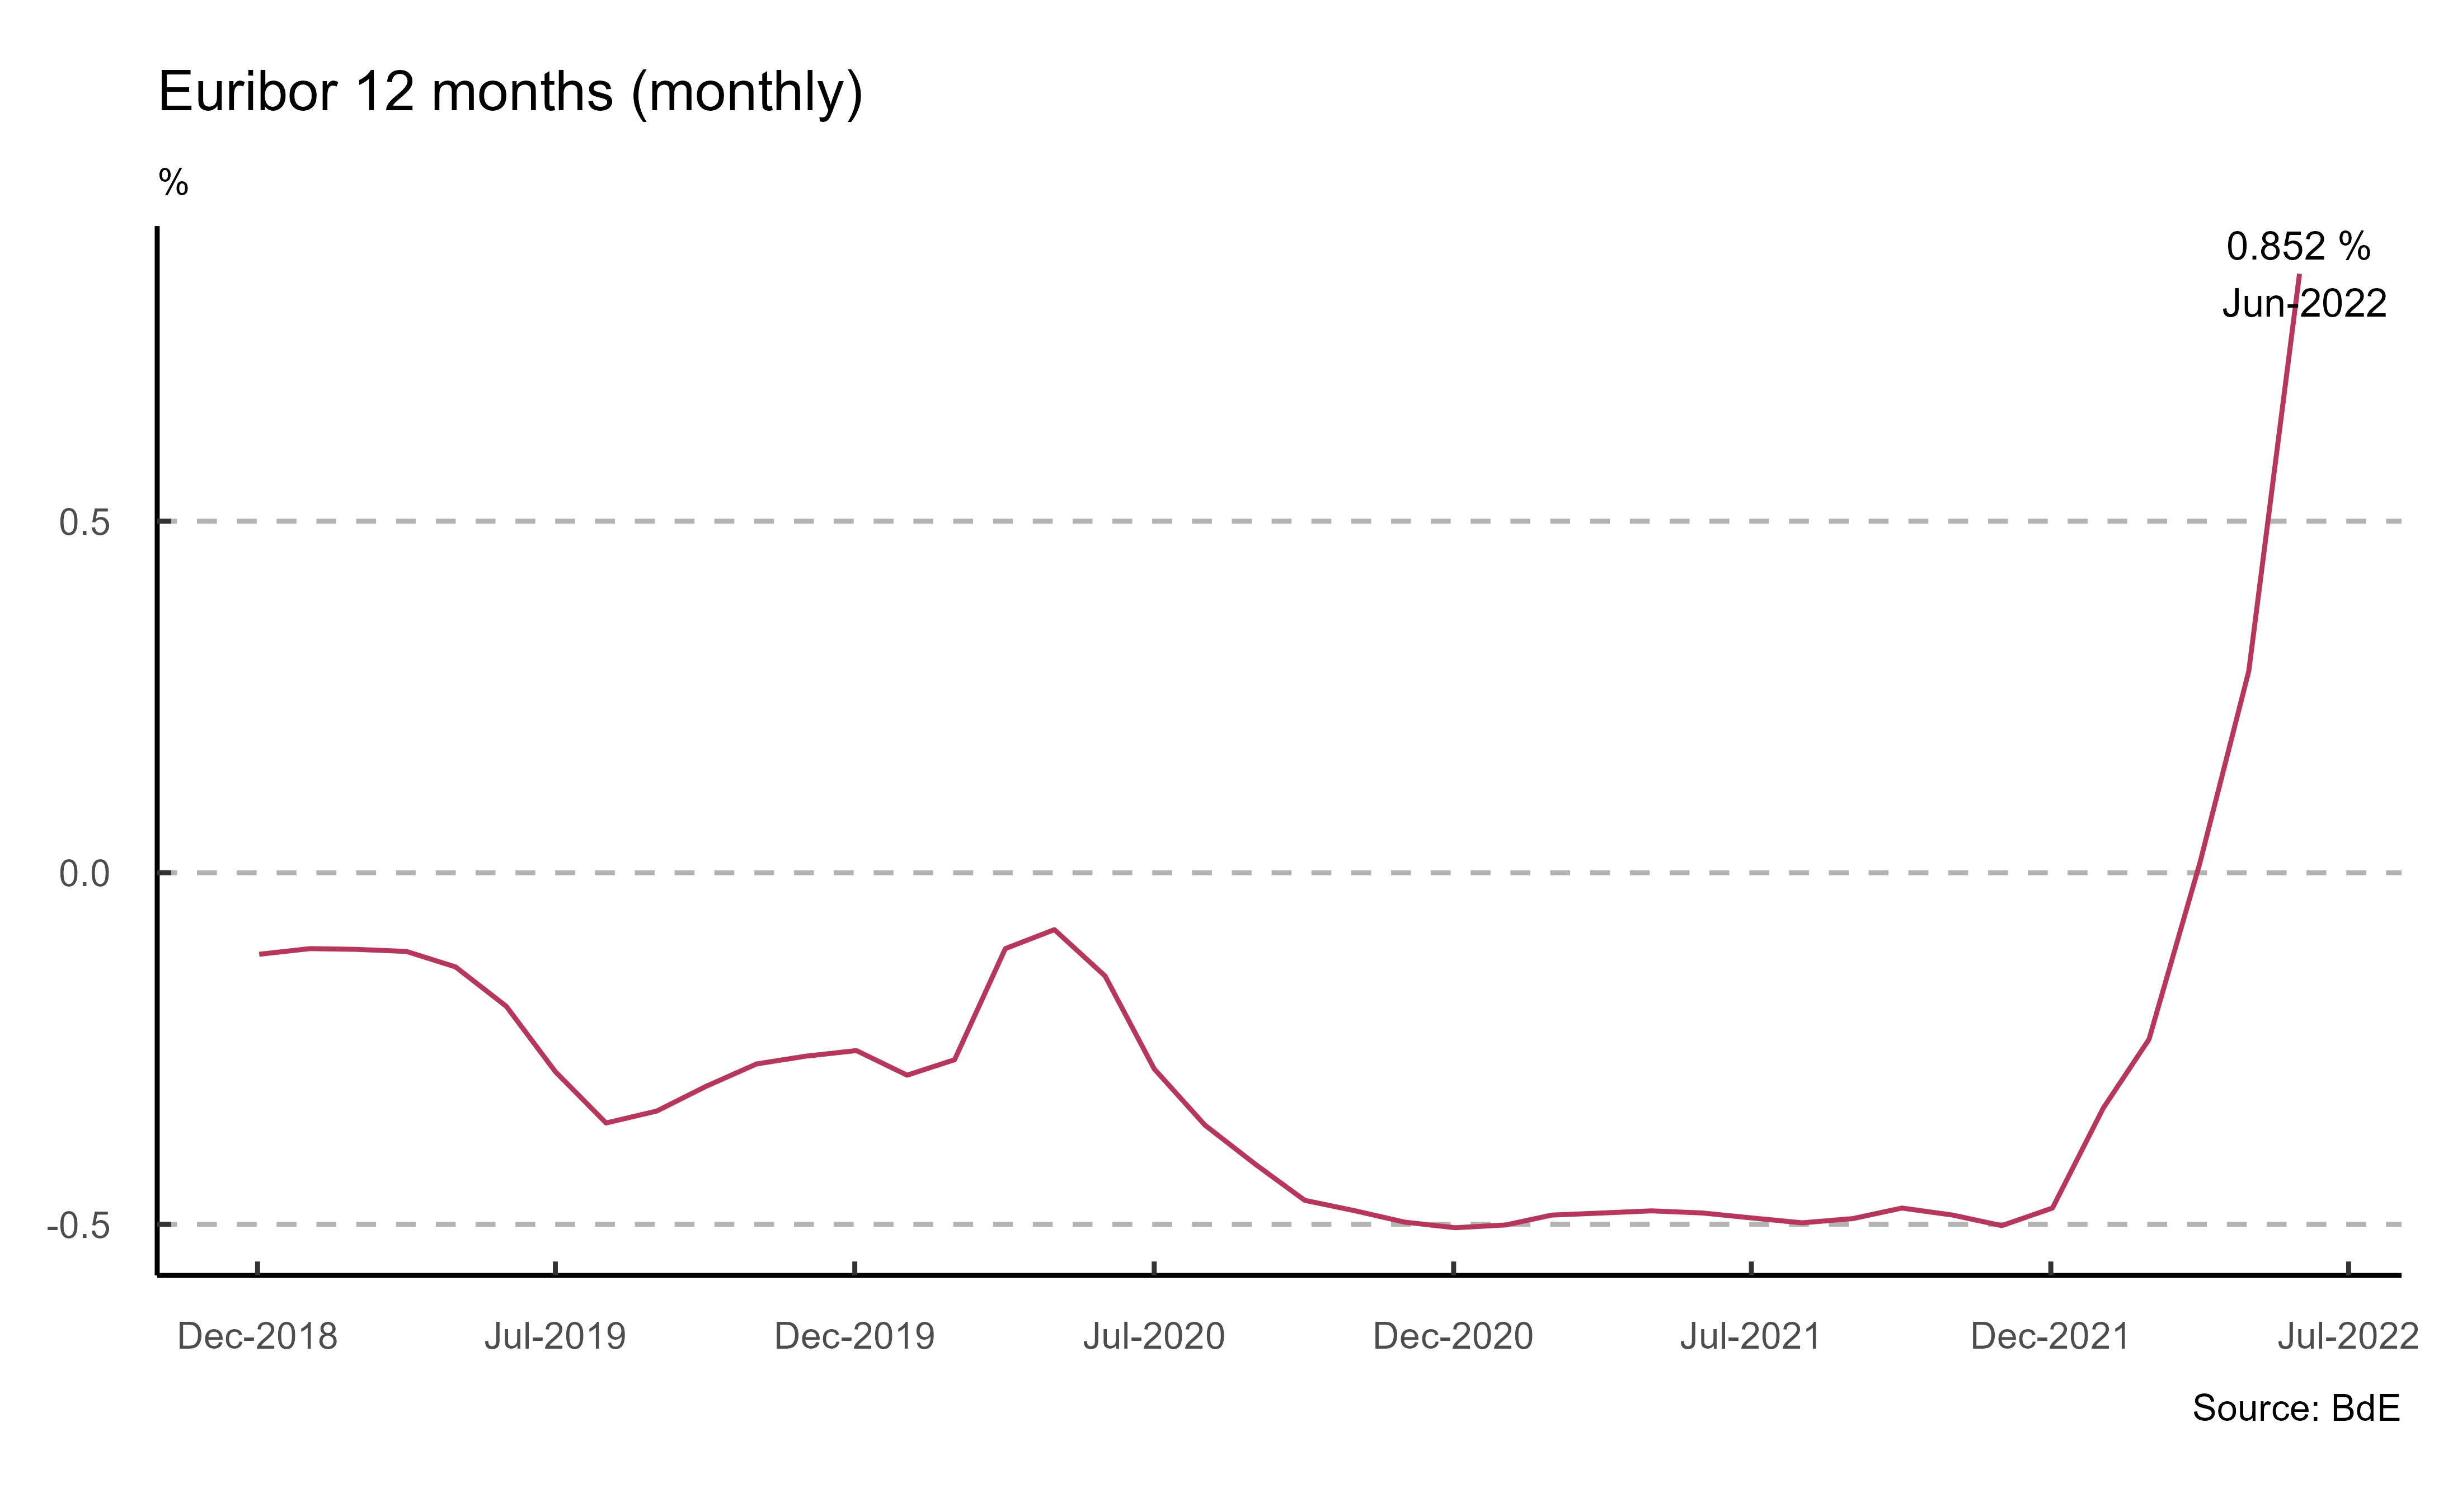 Euribor 12 months (monthly)
%
0.852 %
Jun-2022
0.5
0.0
-0.5
Dec-2018 Jul-2019 Dec-2019 Jul-2020 Dec-2020 Jul-2021 Dec-2021 Jul-2022
Source: BdE